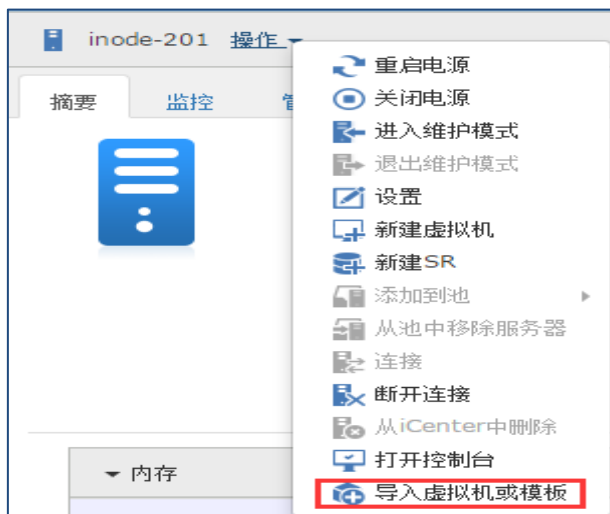 inode-201 操作
摘要 监控
重启电源
关闭电源
进入维护模式
退出维护模式
设置
新建虚拟机
新建SR
添加到池
从池中移除服务器
连接
断开连接
从iCenter中删除
打开控制台
导入虚拟机或模板
内存